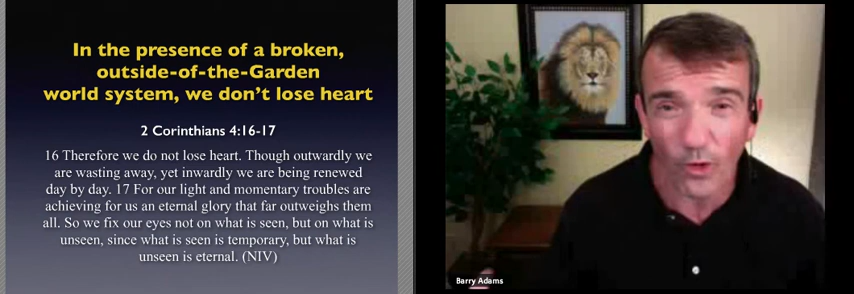 In the presence of a broken,
outside-of-the-Garden
world system, we don't lose heart
2 Corinthians 4:16-17
16 Therefore we do not lose heart. Though outwardly we
are wasting away, yet inwardly we are being renewed
day by day. 17 For our light and momentary troubles are
achieving for us an eternal glory that far outweighs them
all. So we fix our eyes not on what is seen, but on what is
unseen, since what is seen is temporary, but what is
unseen is eternal. (NIV)
Barry Adams